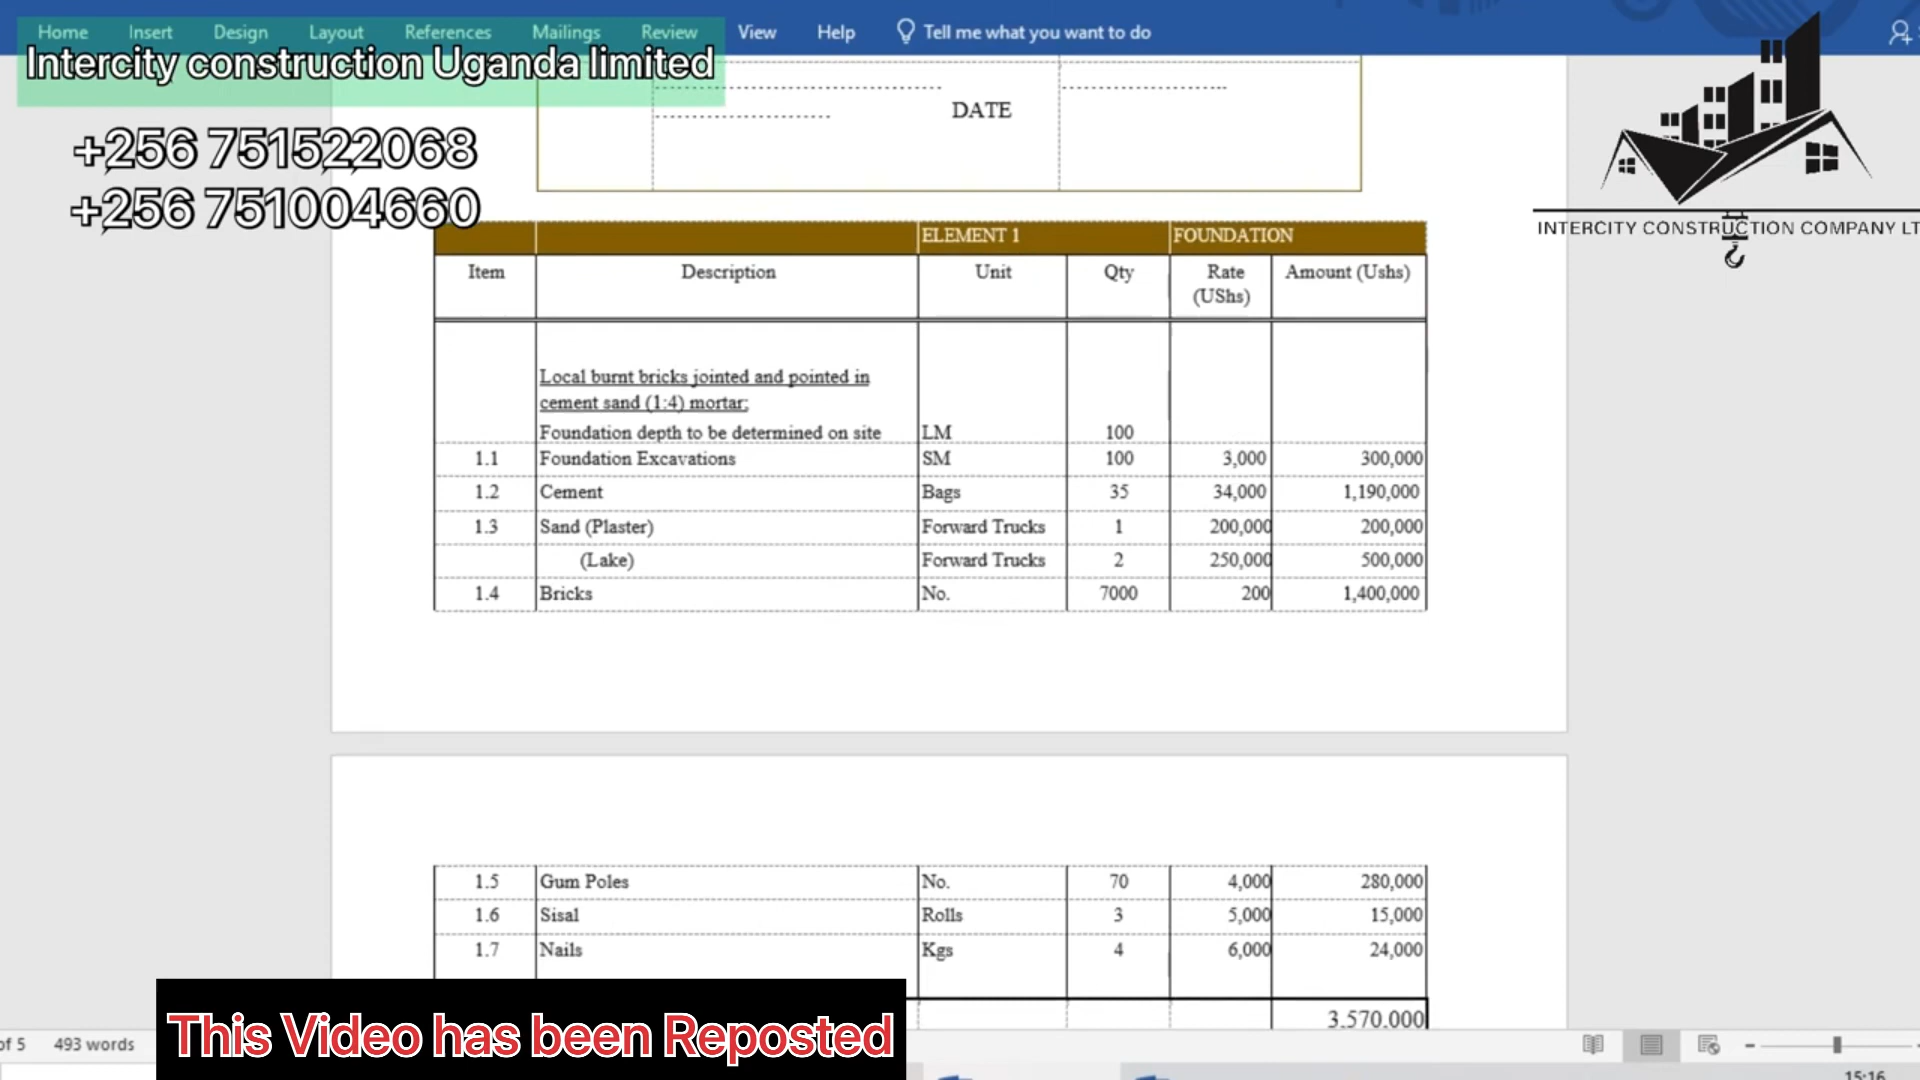 Home Insert Design Layout References Mailings Review View Help Tell me what you want to do
Intercity construction Uganda limited
+256 751522068
+256 751004660
INTERCITY CONSTRUCTION COMPANY LT
DATE
ELEMENT 1 FOUNDATION
Item Description Unit Qty Rate (UShs) Amount (Ushs)
Local burnt bricks jointed and pointed in
cement sand (1:4) mortar;
Foundation depth to be determined on site LM 100
1.1 Foundation Excavations SM 100 3,000 300,000
1.2 Cement Bags 35 34,000 1,190,000
1.3 Sand (Plaster) Forward Trucks 1 200,000 200,000
(Lake) Forward Trucks 2 250,000 500,000
1.4 Bricks No. 7000 200 1,400,000
1.5 Gum Poles No. 70 4,000 280,000
1.6 Sisal Rolls 3 5,000 15,000
1.7 Nails Kgs 4 6,000 24,000
3,570,000
This Video has been Reposted
of 5 493 words
15:16